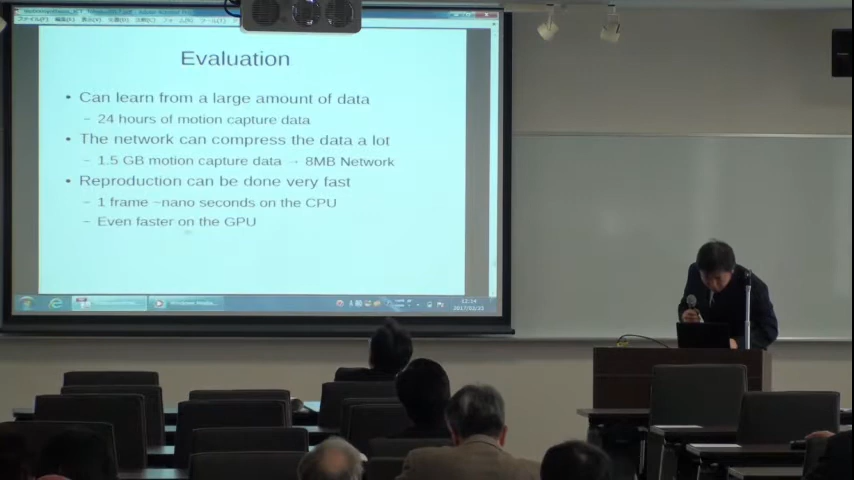 Evaluation
• Can learn from a large amount of data
– 24 hours of motion capture data
• The network can compress the data a lot
– 1.5 GB motion capture data → 8MB Network
• Reproduction can be done very fast
– 1 frame ~nano seconds on the CPU
– Even faster on the GPU
12:14